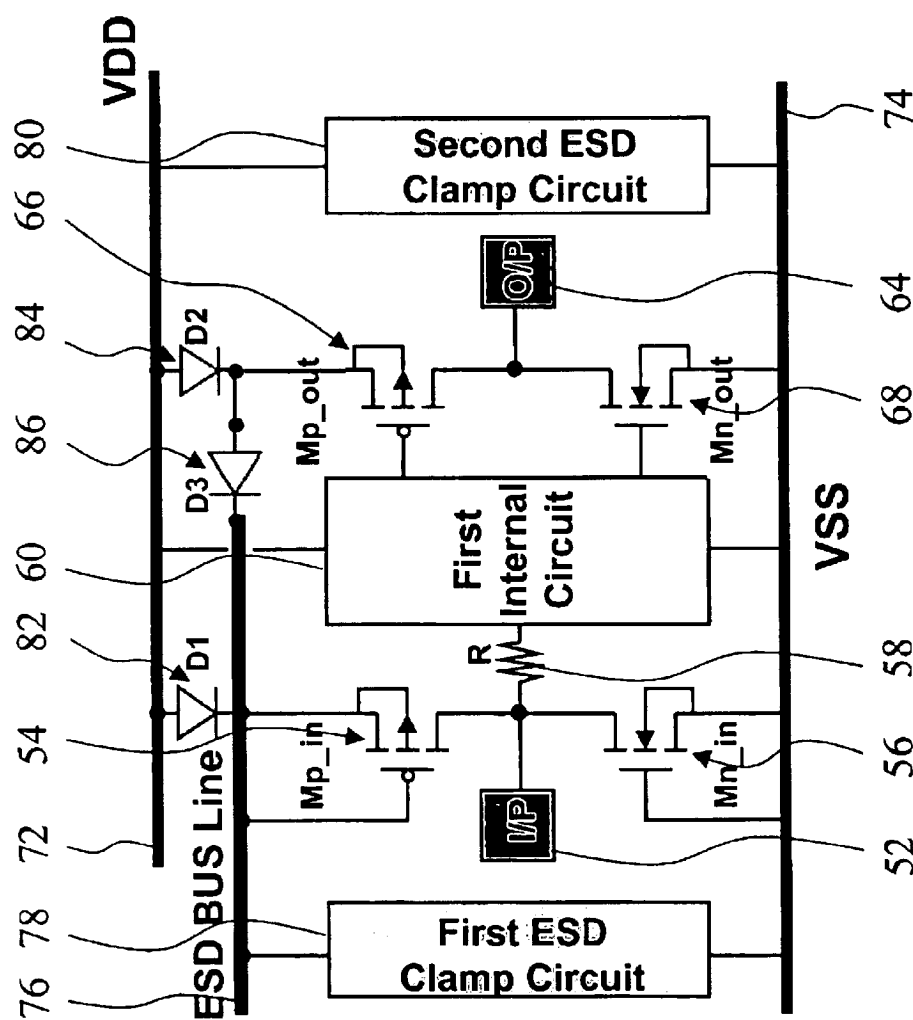 VDD
80
66
84
86
60
82
54
72
78
76
D2
D3
D1
ESD BUS Line
Second ESD
Clamp Circuit
Mp_out
O/P
Mn_out
First
Internal
Circuit
R
Mp_in
I/P
Mn_in
First ESD
Clamp Circuit
VSS
74
64
68
58
56
52